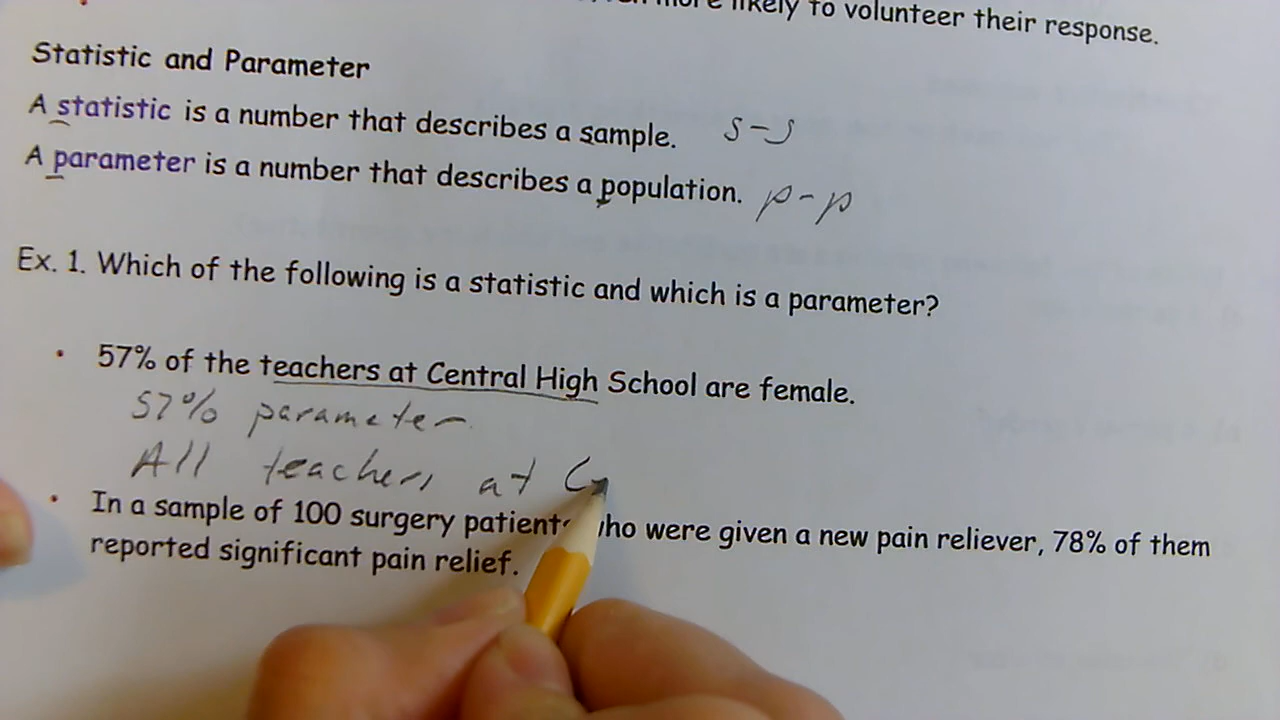 more likely to volunteer their response.
Statistic and Parameter
A statistic is a number that describes a sample. s-s
A parameter is a number that describes a population. p-p
Ex. 1. Which of the following is a statistic and which is a parameter?
• 57% of the teachers at Central High School are female.
57% parameter
All teachers at
• In a sample of 100 surgery patients who were given a new pain reliever, 78% of them
reported significant pain relief.